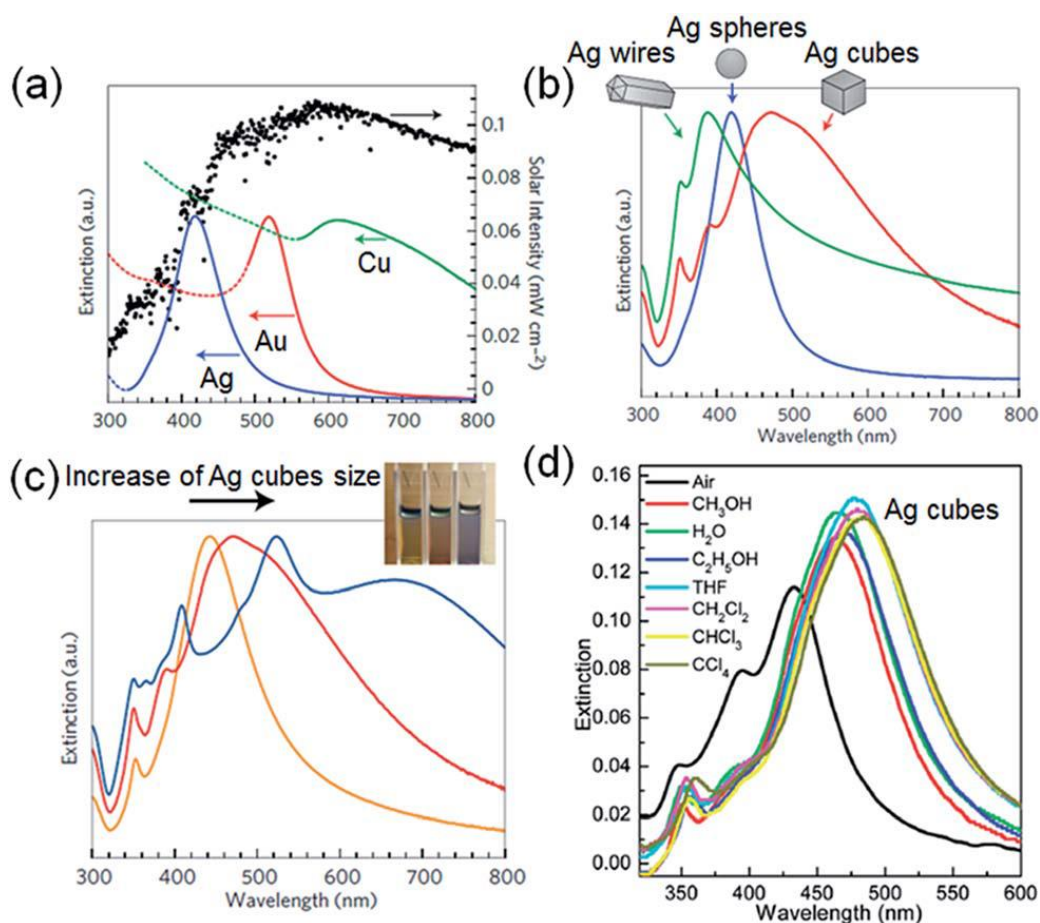 (a)
Extinction (a.u.)
Solar Intensity (mW cm⁻²)
0.1
0.08
0.06
0.04
0.02
0
Cu
Au
Ag
300 400 500 600 700 800
Wavelength (nm)
(b)
Ag wires
Ag spheres
Ag cubes
Extinction (a.u.)
300 400 500 600 700 800
Wavelength (nm)
(c)
Increase of Ag cubes size
Extinction (a.u.)
300 400 500 600 700 800
Wavelength (nm)
(d)
Ag cubes
Air
CH₃OH
H₂O
C₂H₅OH
THF
CH₂Cl₂
CHCl₃
CCl₄
Extinction
0.16
0.14
0.12
0.10
0.08
0.06
0.04
0.02
0.00
350 400 450 500 550 600
Wavelength (nm)